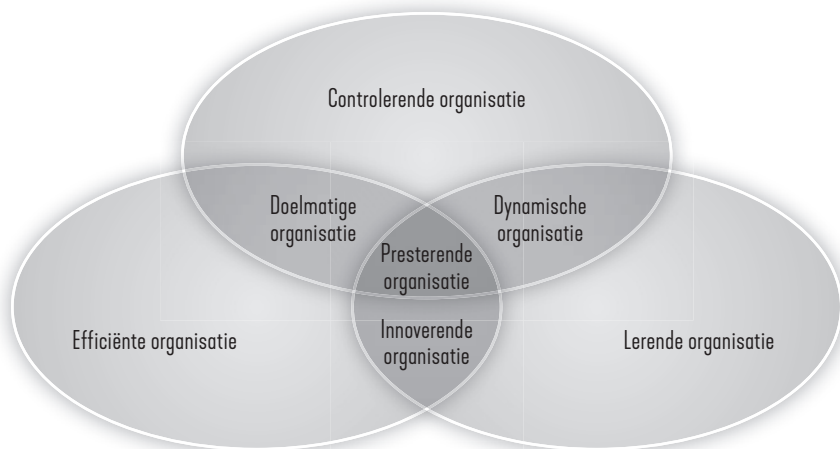 Controlerende organisatie
Doelmatige
organisatie
Dynamische
organisatie
Presterende
organisatie
Efficiënte organisatie
Innoverende
organisatie
Lerende organisatie